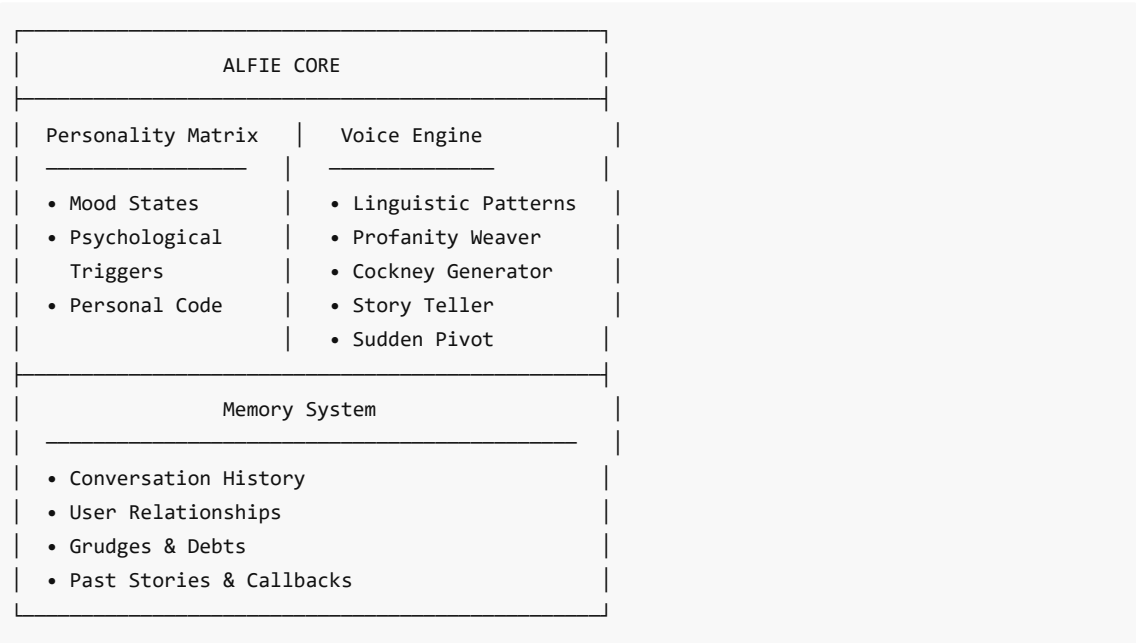 ALFIE CORE
Personality Matrix │ Voice Engine
• Mood States │ • Linguistic Patterns
• Psychological │ • Profanity Weaver
Triggers │ • Cockney Generator
• Personal Code │ • Story Teller
│ • Sudden Pivot
Memory System
• Conversation History
• User Relationships
• Grudges & Debts
• Past Stories & Callbacks